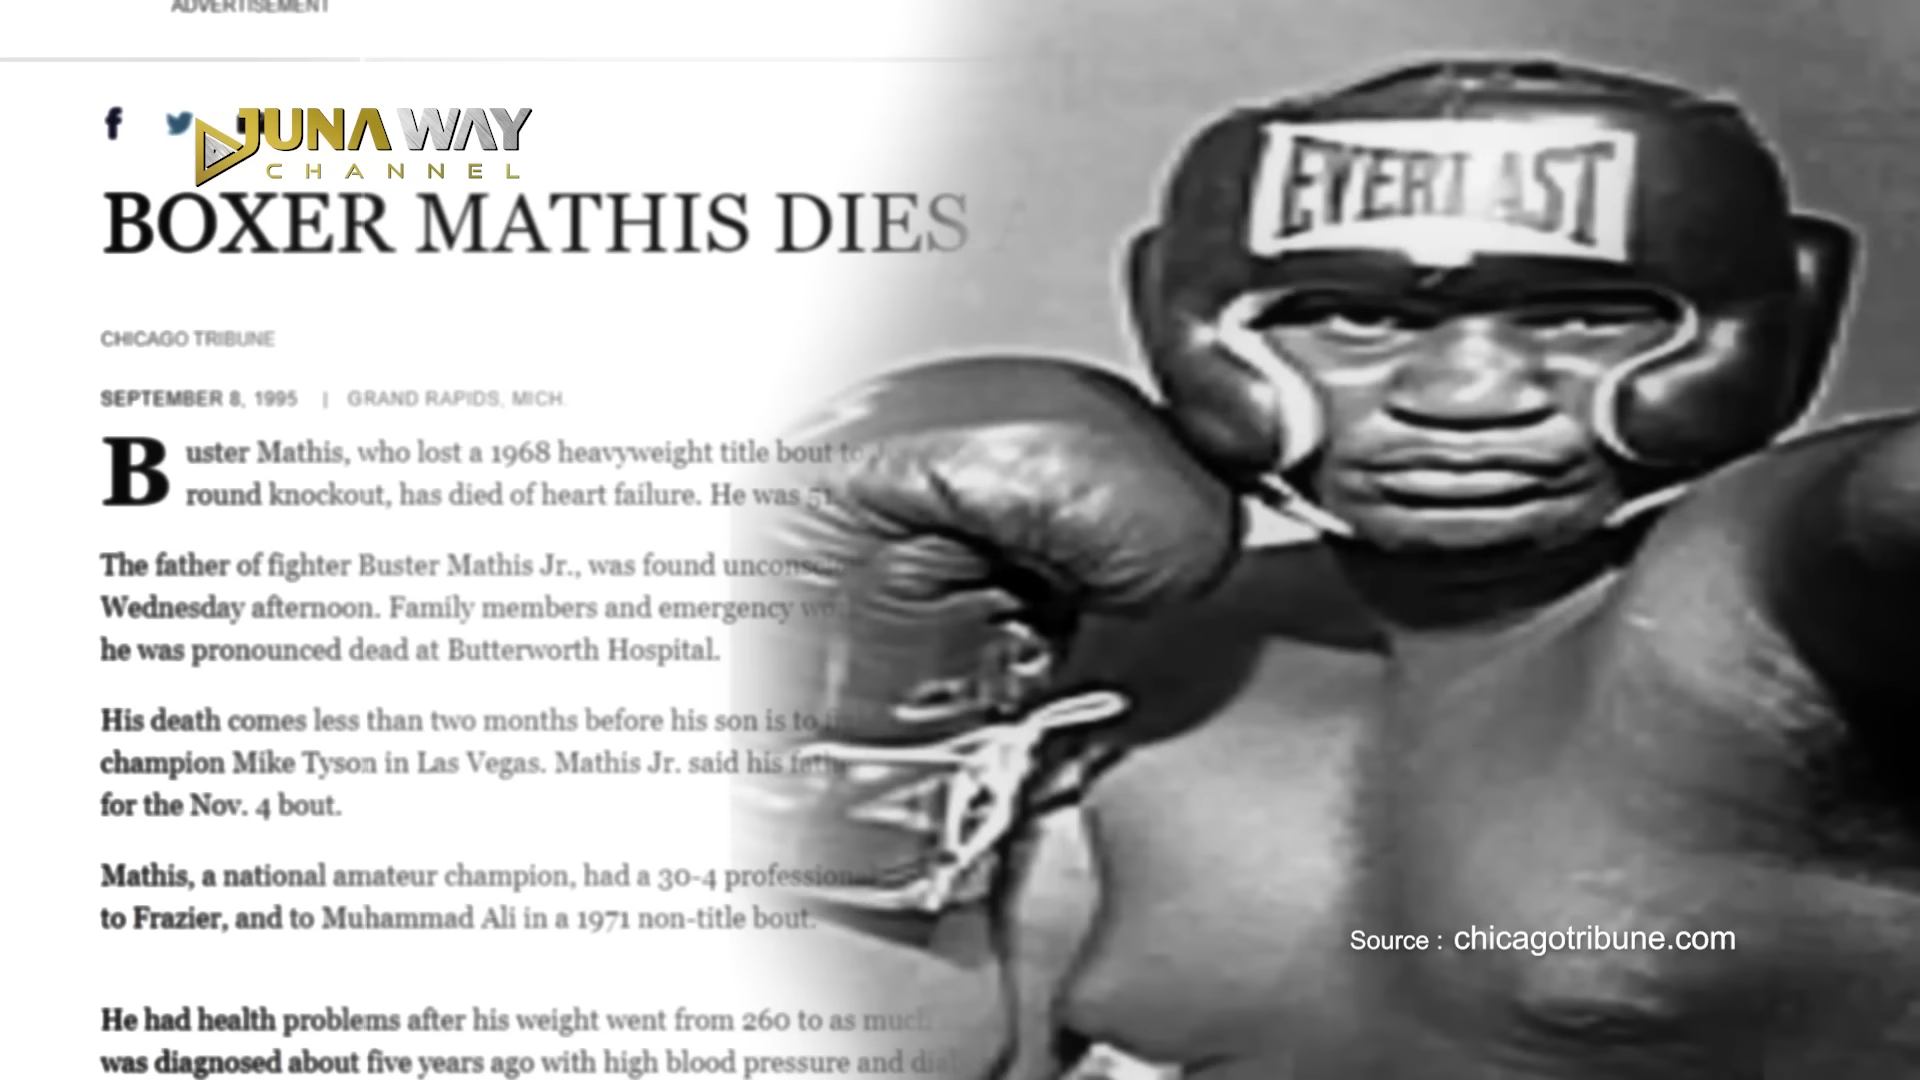 ADVERTISEMENT
f
JUNA WAY
CHANNEL
BOXER MATHIS DIES
CHICAGO TRIBUNE
SEPTEMBER 8, 1995 | GRAND RAPIDS, MICH.
Buster Mathis, who lost a 1968 heavyweight title bout to
round knockout, has died of heart failure. He was 51.
The father of fighter Buster Mathis Jr., was found
Wednesday afternoon. Family members and emergency
he was pronounced dead at Butterworth Hospital.
His death comes less than two months before his son is to
champion Mike Tyson in Las Vegas. Mathis Jr. said his
for the Nov. 4 bout.
Mathis, a national amateur champion, had a 30-4
to Frazier, and to Muhammad Ali in a 1971 non-title bout.
He had health problems after his weight went from 260 to as much
was diagnosed about five years ago with high blood pressure and
EVERLAST
Source : chicagotribune.com